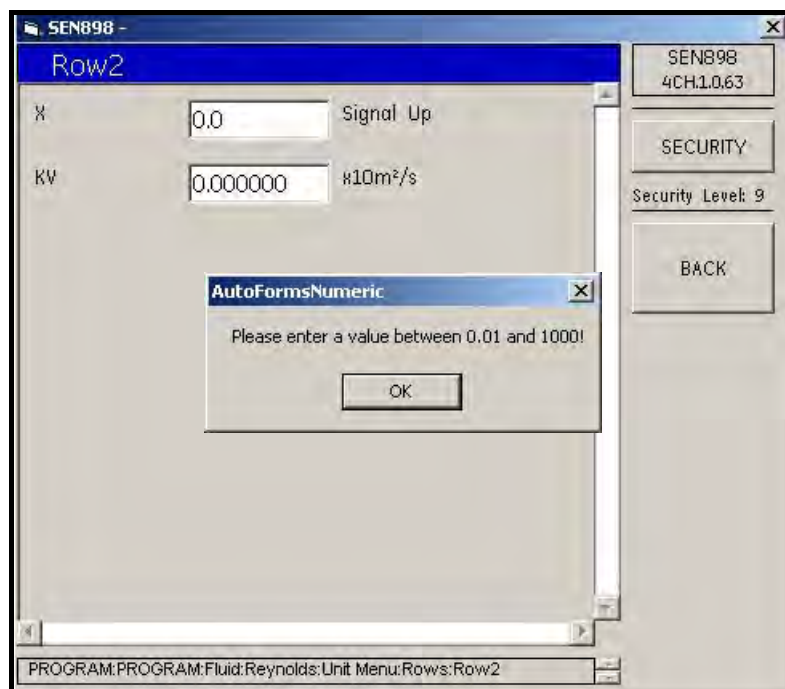 SEN898 -
Row2
X 0.0 Signal Up
KV 0.000000 x10m²/s
SEN898
4CH.1.0.63
SECURITY
Security Level: 9
BACK
AutoFormsNumeric
Please enter a value between 0.01 and 1000!
OK
PROGRAM:PROGRAM:Fluid:Reynolds:Unit Menu:Rows:Row2